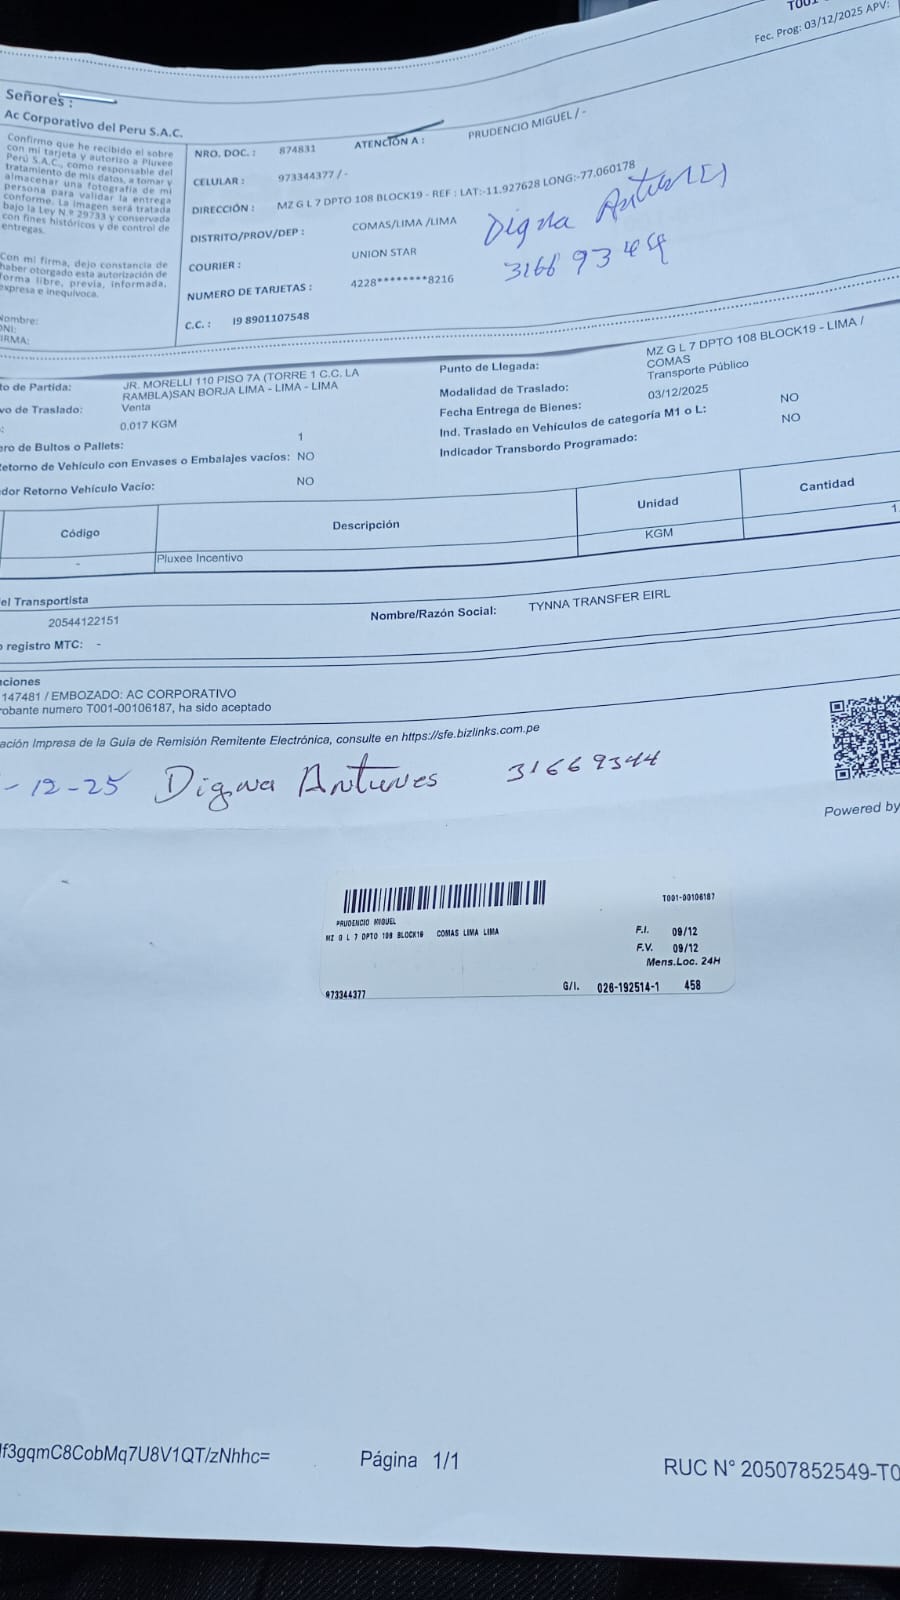 T001-
Fec. Prog: 03/12/2025 APV:
Señores :
Ac Corporativo del Peru S.A.C.
Confirmo que he recibido el sobre
con mi tarjeta y autorizo a Pluxee
Perú S.A.C., como responsable del
tratamiento de mis datos, a tomar y
almacenar una fotografía de mi
persona para validar la entrega
conforme. La imagen será tratada
bajo la Ley N.º 29733 y conservada
con fines históricos y de control de
entregas.
Con mi firma, dejo constancia de
haber otorgado esta autorización de
forma libre, previa, informada,
expresa e inequívoca.
Nombre:
DNI:
FIRMA:
NRO. DOC. : 874831 ATENCIÓN A : PRUDENCIO MIGUEL / -
CELULAR : 973344377 / -
DIRECCIÓN : MZ G L 7 DPTO 108 BLOCK19 - REF : LAT:-11.927628 LONG:-77.060178
DISTRITO/PROV/DEP : COMAS/LIMA /LIMA
COURIER : UNION STAR
NUMERO DE TARJETAS : 4228********8216
C.C. : I9 8901107548
Digna Antunes
31669344
to de Partida: JR. MORELLI 110 PISO 7A (TORRE 1 C.C. LA
RAMBLA)SAN BORJA LIMA - LIMA - LIMA
vo de Traslado: Venta
: 0.017 KGM
ero de Bultos o Pallets: 1
Retorno de Vehículo con Envases o Embalajes vacíos: NO
dor Retorno Vehículo Vacío: NO
Punto de Llegada: MZ G L 7 DPTO 108 BLOCK19 - LIMA /
COMAS
Modalidad de Traslado: Transporte Público
Fecha Entrega de Bienes: 03/12/2025
Ind. Traslado en Vehículos de categoría M1 o L: NO
Indicador Transbordo Programado: NO
Código Descripción Unidad Cantidad
- Pluxee Incentivo KGM 1.
el Transportista
20544122151 Nombre/Razón Social: TYNNA TRANSFER EIRL
o registro MTC: -
ciones
147481 / EMBOZADO: AC CORPORATIVO
robante numero T001-00106187, ha sido aceptado
ación Impresa de la Guía de Remisión Remitente Electrónica, consulte en https://sfe.bizlinks.com.pe
-12-25 Digna Antunes 31669344
Powered by
T001-00106187
PRUDENCIO MIGUEL
MZ G L 7 DPTO 108 BLOCK19 COMAS LIMA LIMA
F.I. 09/12
F.V. 09/12
Mens.Loc. 24H
973344377 G/I. 026-192514-1 458
lf3gqmC8CobMq7U8V1QT/zNhhc= Página 1/1 RUC N° 20507852549-T0